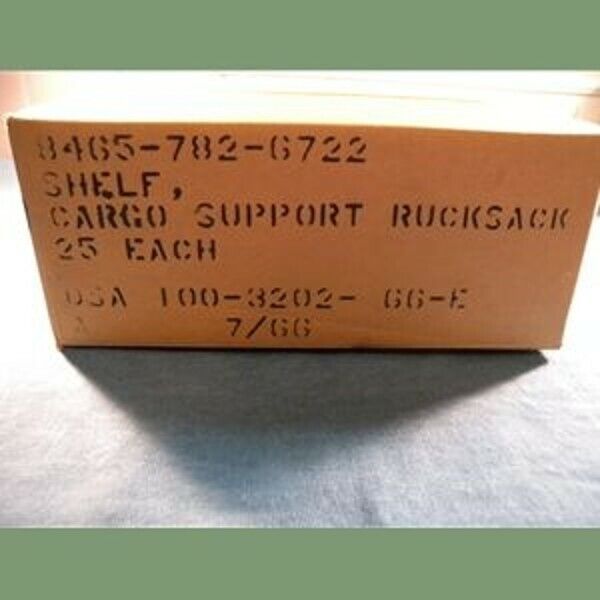 8465-782-6722
SHELF,
CARGO SUPPORT RUCKSACK
25 EACH
DSA 100-3202- 66-E
A 7/66